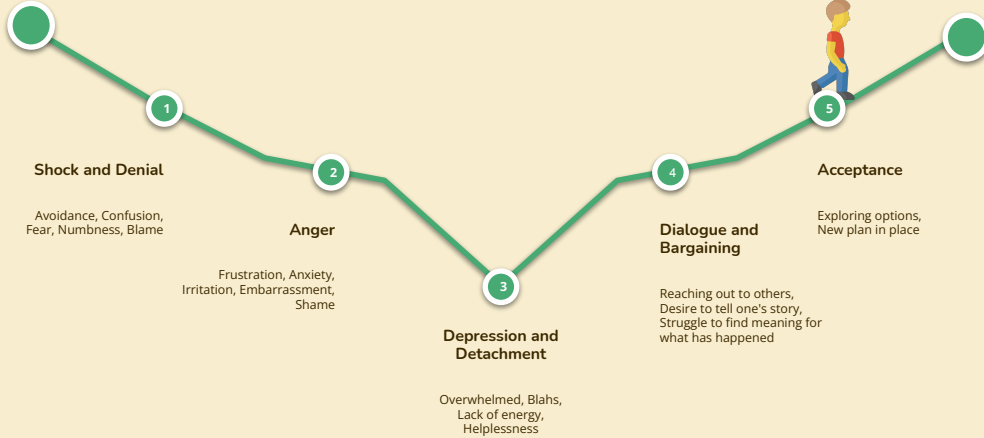 1
Shock and Denial
Avoidance, Confusion,
Fear, Numbness, Blame
2
Anger
Frustration, Anxiety,
Irritation, Embarrassment,
Shame
3
Depression and
Detachment
Overwhelmed, Blahs,
Lack of energy,
Helplessness
4
Dialogue and
Bargaining
Reaching out to others,
Desire to tell one's story,
Struggle to find meaning for
what has happened
5
Acceptance
Exploring options,
New plan in place